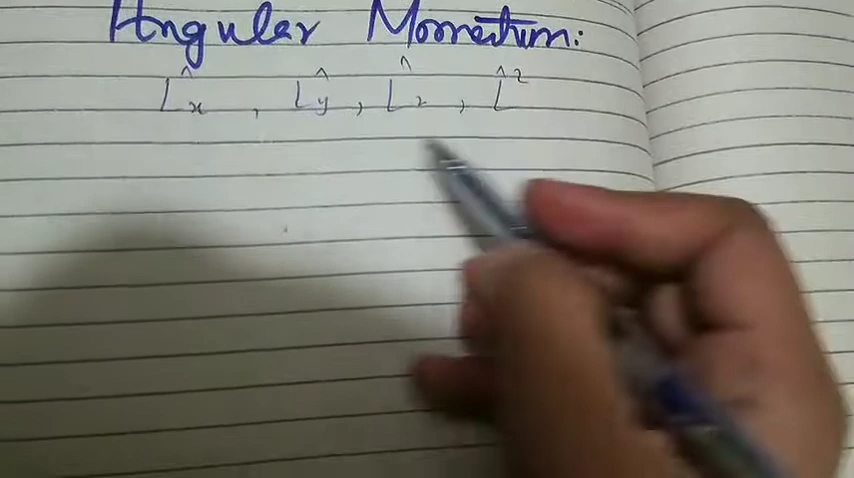 Angular Momentum:
L̂x , L̂y , L̂z , L̂²